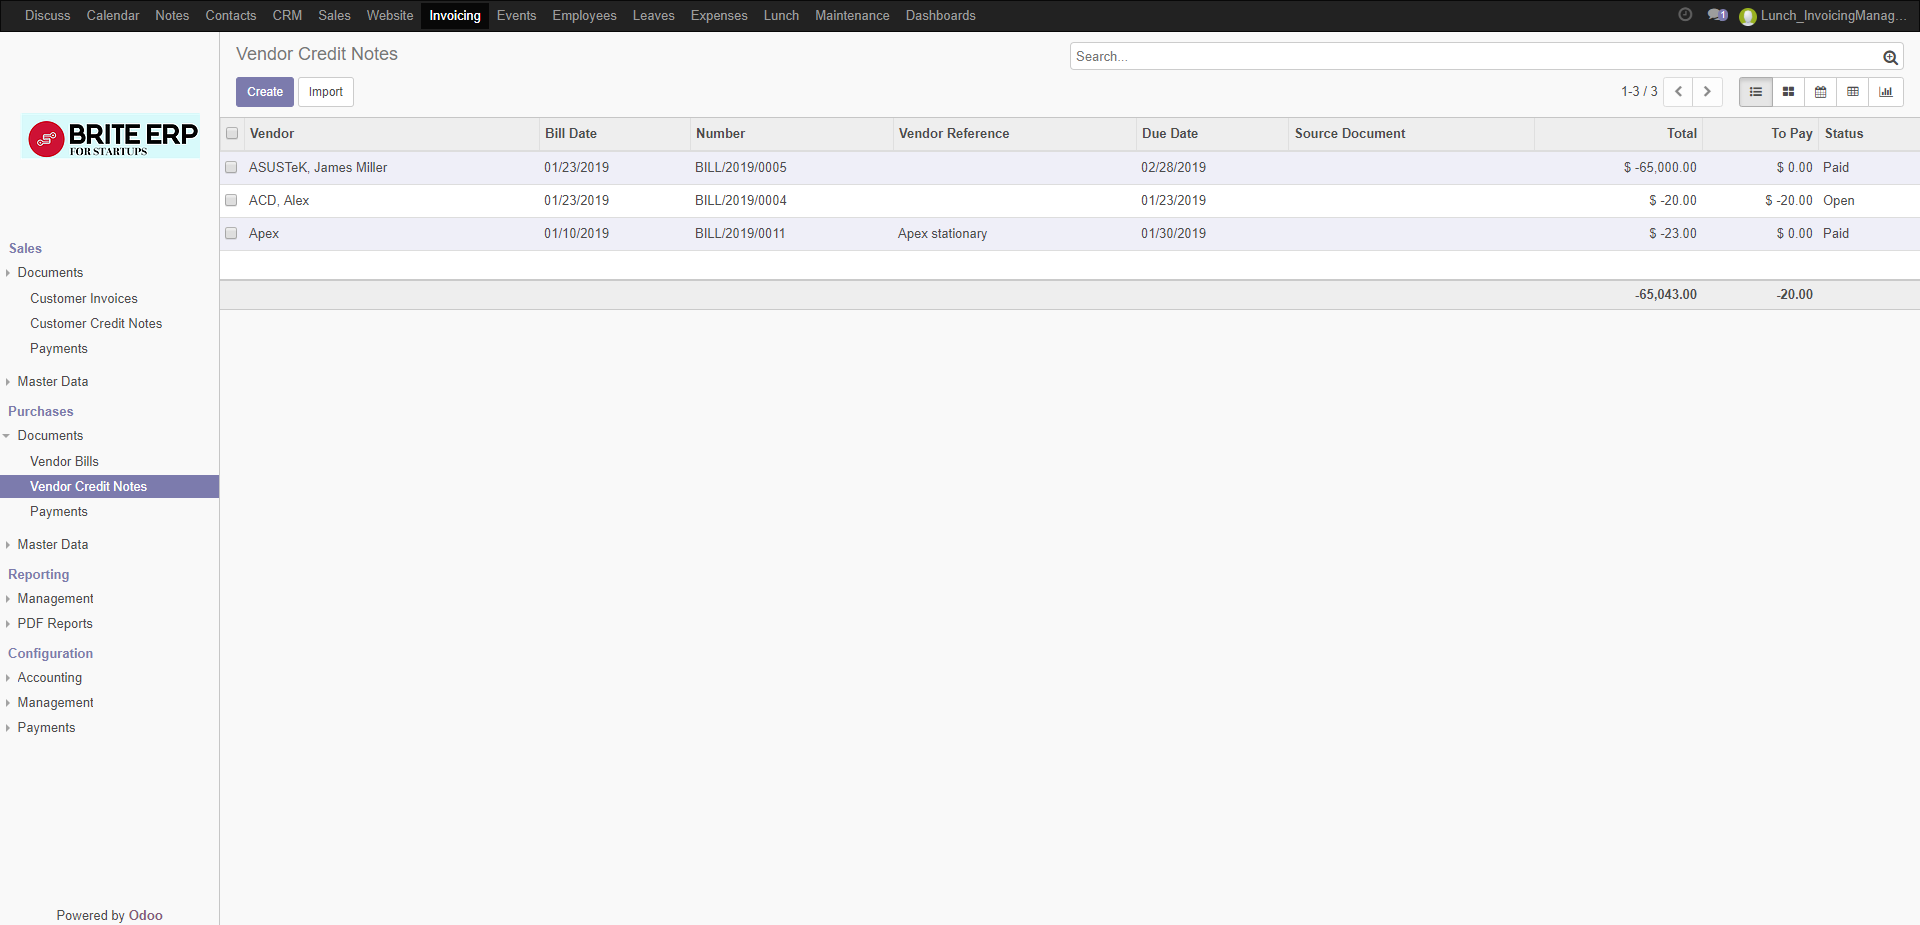 Discuss Calendar Notes Contacts CRM Sales Website Invoicing Events Employees Leaves Expenses Lunch Maintenance Dashboards 1 Lunch_InvoicingManag...
Vendor Credit Notes
Search...
Create Import
1-3 / 3
BRITE ERP
FOR STARTUPS
Sales
Documents
Customer Invoices
Customer Credit Notes
Payments
Master Data
Purchases
Documents
Vendor Bills
Vendor Credit Notes
Payments
Master Data
Reporting
Management
PDF Reports
Configuration
Accounting
Management
Payments
Powered by Odoo
Vendor Bill Date Number Vendor Reference Due Date Source Document Total To Pay Status
ASUSTeK, James Miller 01/23/2019 BILL/2019/0005 02/28/2019 $ -65,000.00 $ 0.00 Paid
ACD, Alex 01/23/2019 BILL/2019/0004 01/23/2019 $ -20.00 $ -20.00 Open
Apex 01/10/2019 BILL/2019/0011 Apex stationary 01/30/2019 $ -23.00 $ 0.00 Paid
-65,043.00 -20.00